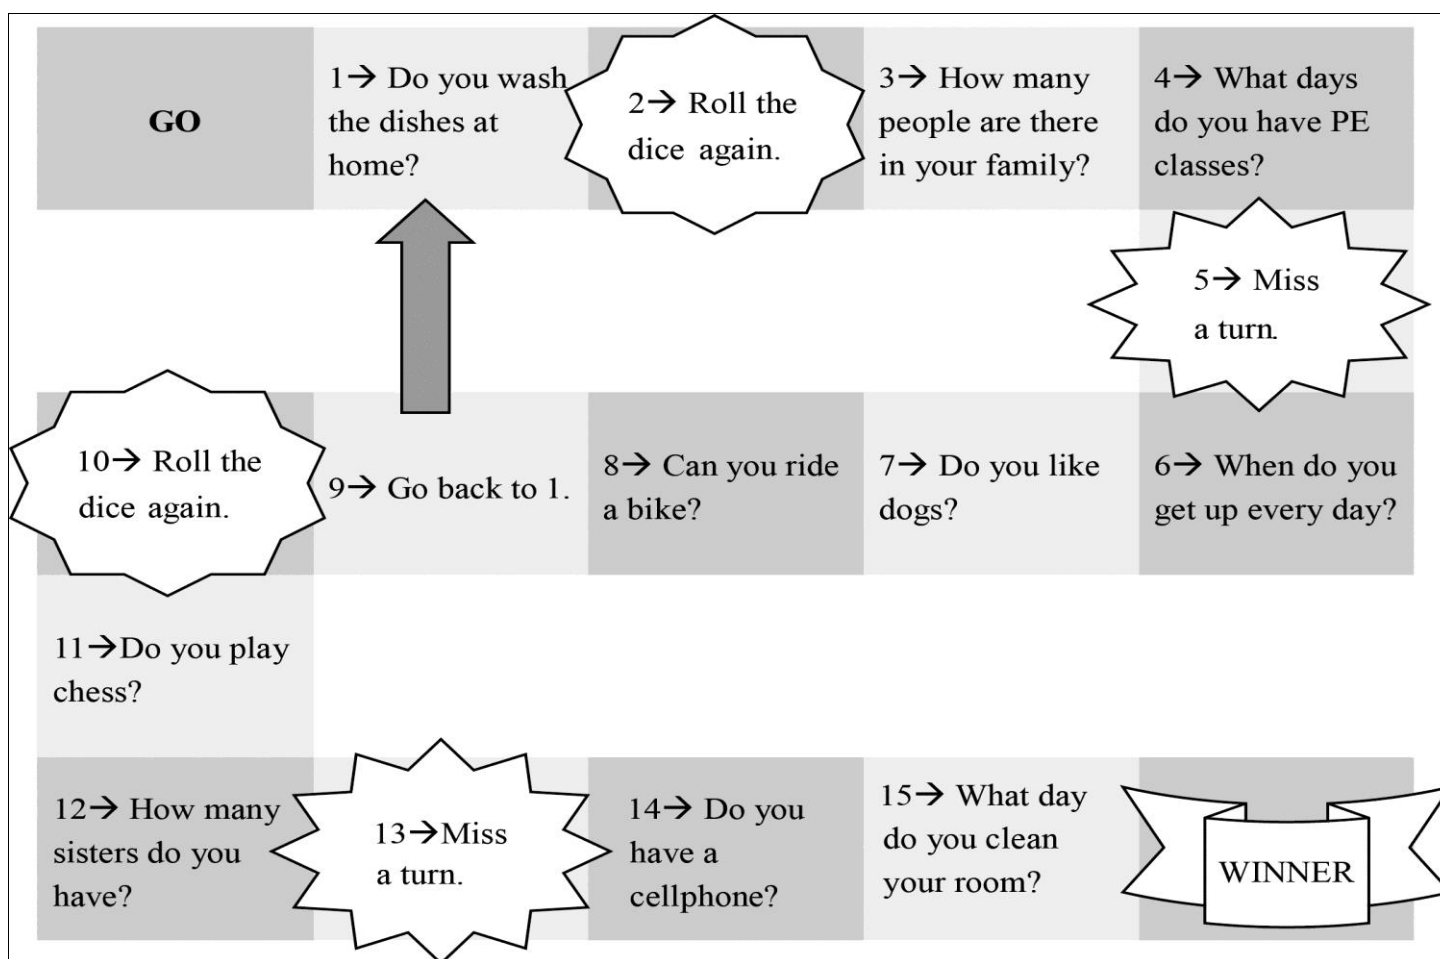 GO
1→ Do you wash
the dishes at
home?
2→ Roll the
dice again.
3→ How many
people are there
in your family?
4→ What days
do you have PE
classes?
5→ Miss
a turn.
6→ When do you
get up every day?
7→ Do you like
dogs?
8→ Can you ride
a bike?
9→ Go back to 1.
10→ Roll the
dice again.
11→Do you play
chess?
12→ How many
sisters do you
have?
13→Miss
a turn.
14→ Do you
have a
cellphone?
15→ What day
do you clean
your room?
WINNER